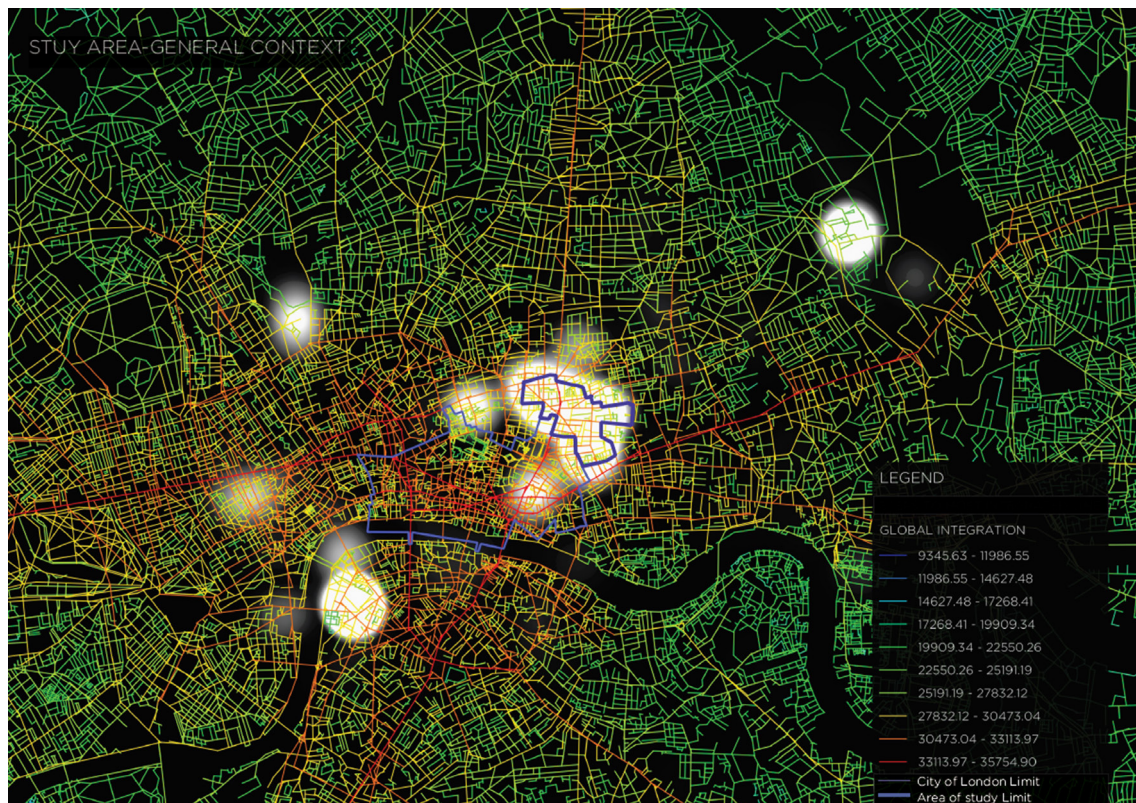 STUY AREA-GENERAL CONTEXT
LEGEND
GLOBAL INTEGRATION
9345.63 - 11986.55
11986.55 - 14627.48
14627.48 - 17268.41
17268.41 - 19909.34
19909.34 - 22550.26
22550.26 - 25191.19
25191.19 - 27832.12
27832.12 - 30473.04
30473.04 - 33113.97
33113.97 - 35754.90
City of London Limit
Area of study Limit